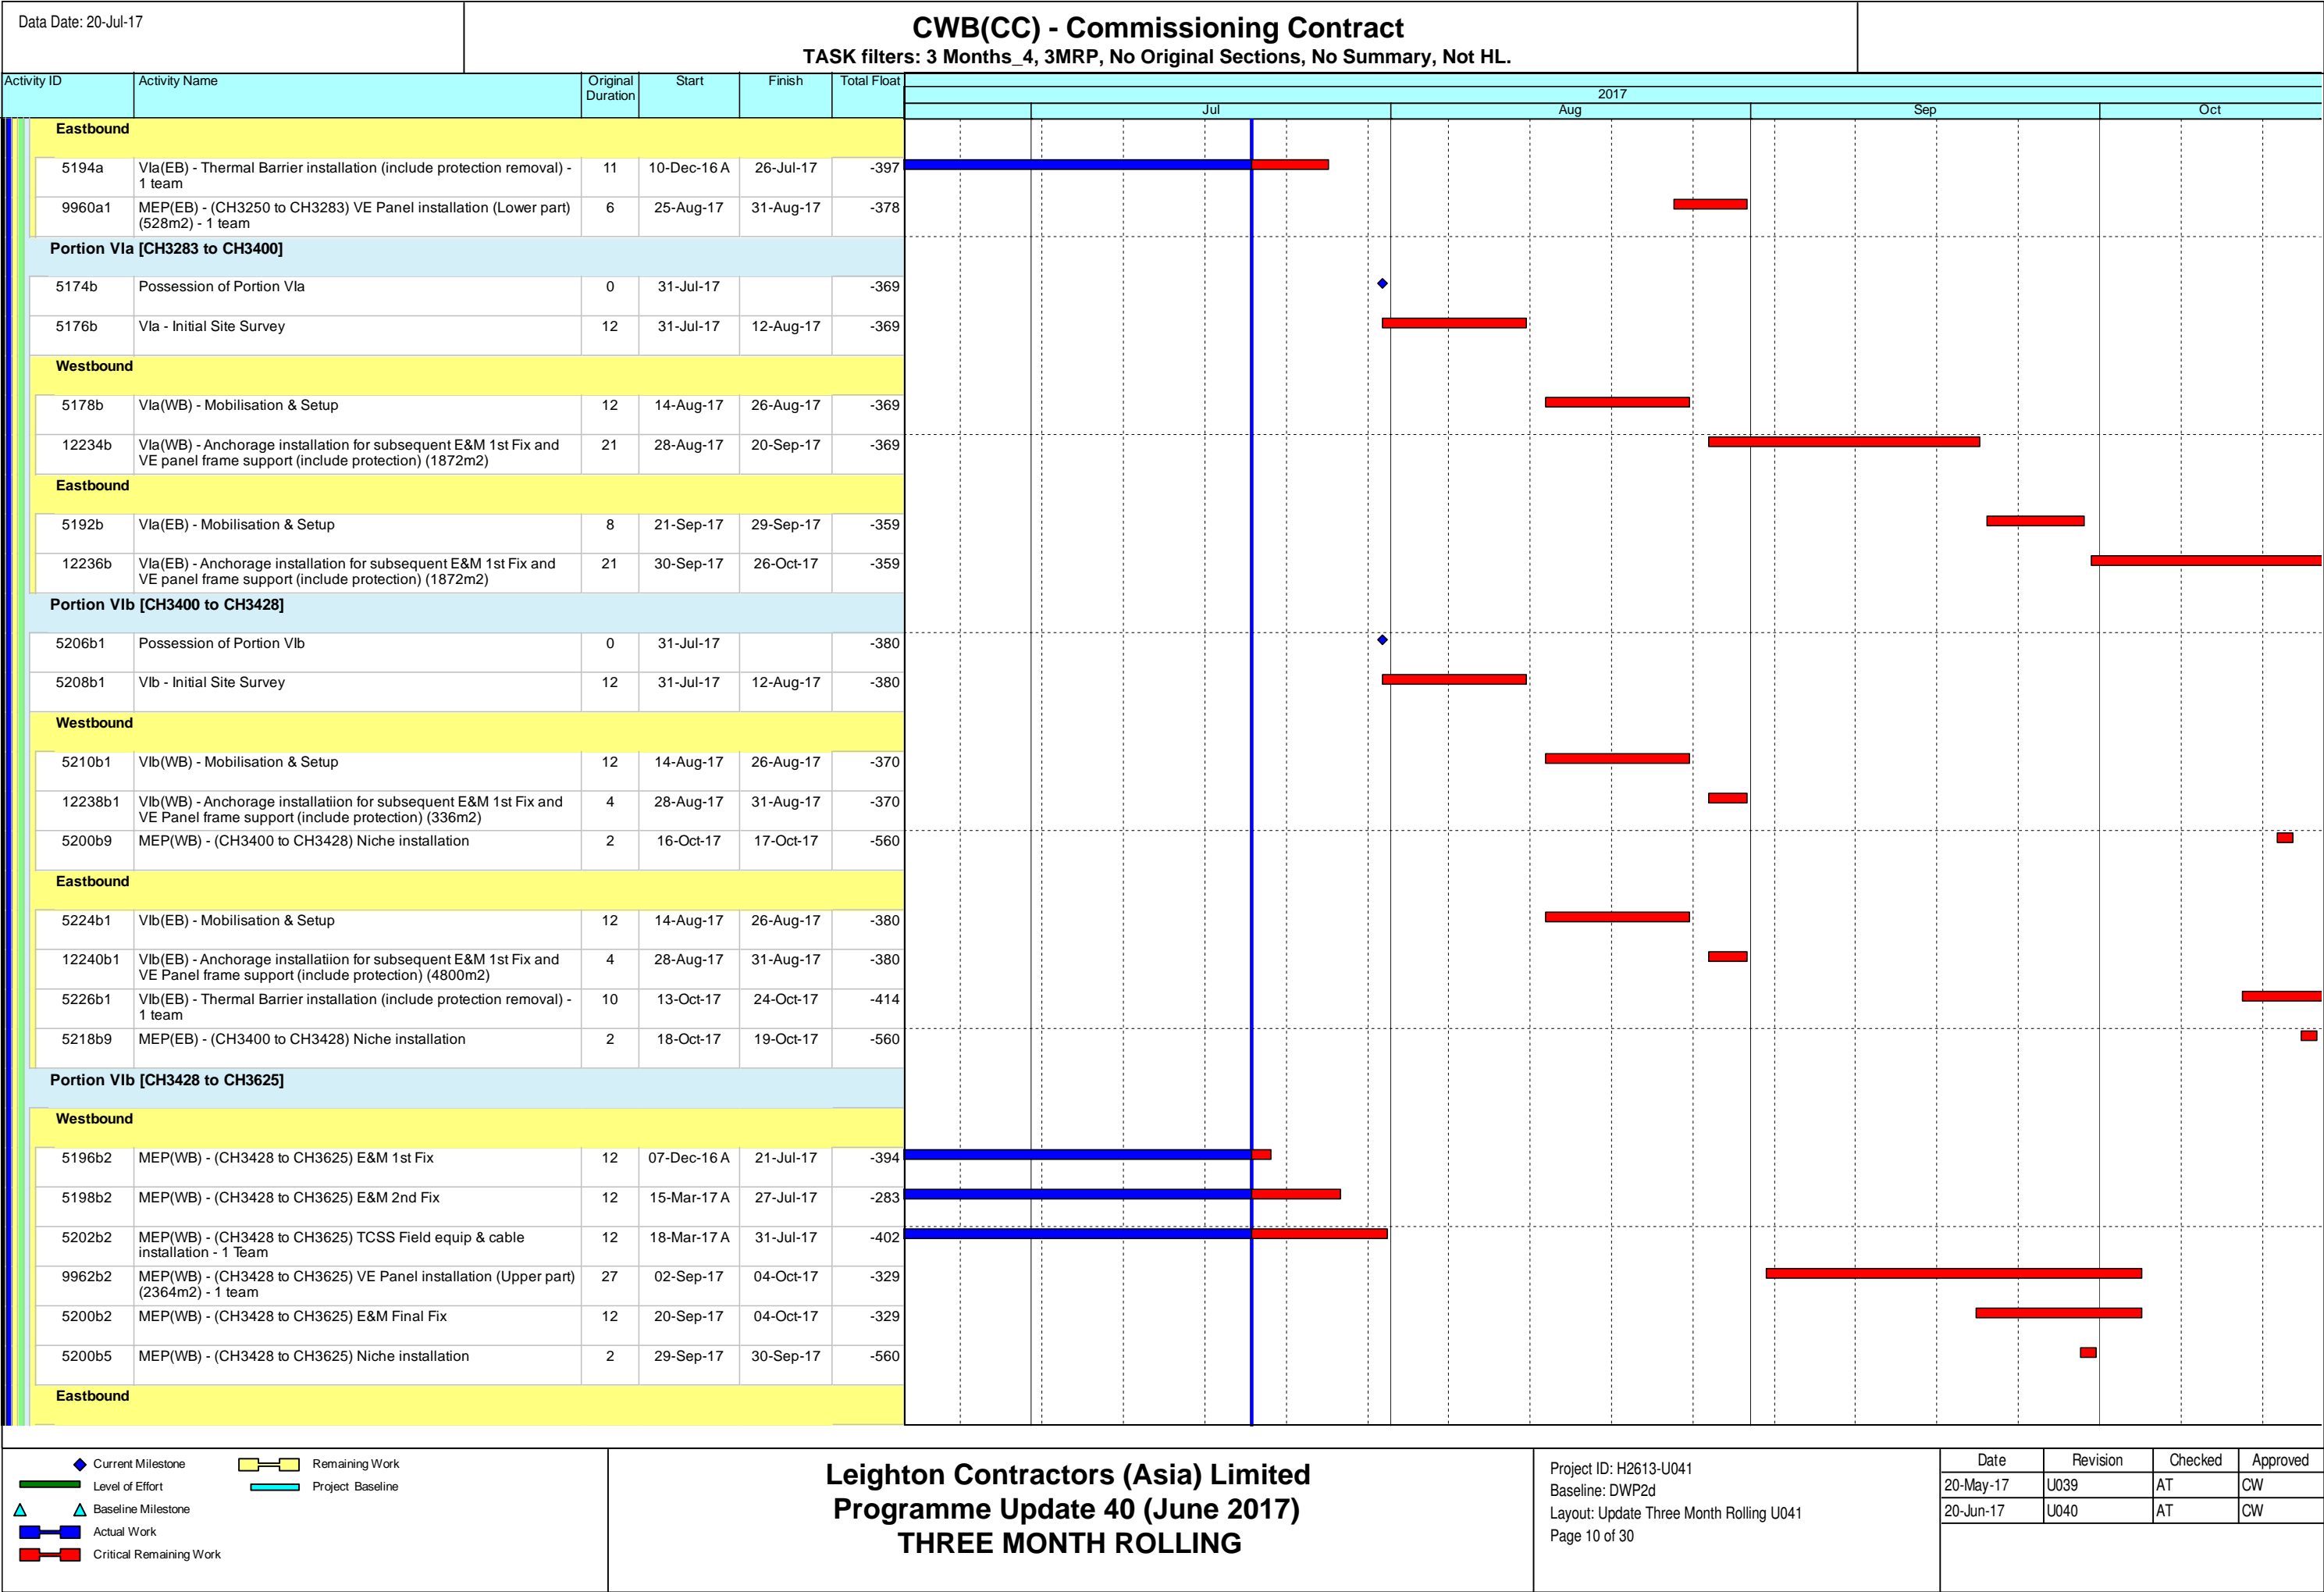 Data Date: 20-Jul-17
CWB(CC) - Commissioning Contract
TASK filters: 3 Months_4, 3MRP, No Original Sections, No Summary, Not HL.
Activity ID Activity Name Original Duration Start Finish Total Float
2017
Jul Aug Sep Oct
Eastbound
5194a VIa(EB) - Thermal Barrier installation (include protection removal) - 11 10-Dec-16 A 26-Jul-17 -397
1 team
9960a1 MEP(EB) - (CH3250 to CH3283) VE Panel installation (Lower part) 6 25-Aug-17 31-Aug-17 -378
(528m2) - 1 team
Portion VIa [CH3283 to CH3400]
5174b Possession of Portion VIa 0 31-Jul-17 -369
5176b VIa - Initial Site Survey 12 31-Jul-17 12-Aug-17 -369
Westbound
5178b VIa(WB) - Mobilisation & Setup 12 14-Aug-17 26-Aug-17 -369
12234b VIa(WB) - Anchorage installation for subsequent E&M 1st Fix and 21 28-Aug-17 20-Sep-17 -369
VE panel frame support (include protection) (1872m2)
Eastbound
5192b VIa(EB) - Mobilisation & Setup 8 21-Sep-17 29-Sep-17 -359
12236b VIa(EB) - Anchorage installation for subsequent E&M 1st Fix and 21 30-Sep-17 26-Oct-17 -359
VE panel frame support (include protection) (1872m2)
Portion VIb [CH3400 to CH3428]
5206b1 Possession of Portion VIb 0 31-Jul-17 -380
5208b1 VIb - Initial Site Survey 12 31-Jul-17 12-Aug-17 -380
Westbound
5210b1 VIb(WB) - Mobilisation & Setup 12 14-Aug-17 26-Aug-17 -370
12238b1 VIb(WB) - Anchorage installatiion for subsequent E&M 1st Fix and 4 28-Aug-17 31-Aug-17 -370
VE Panel frame support (include protection) (336m2)
5200b9 MEP(WB) - (CH3400 to CH3428) Niche installation 2 16-Oct-17 17-Oct-17 -560
Eastbound
5224b1 VIb(EB) - Mobilisation & Setup 12 14-Aug-17 26-Aug-17 -380
12240b1 VIb(EB) - Anchorage installatiion for subsequent E&M 1st Fix and 4 28-Aug-17 31-Aug-17 -380
VE Panel frame support (include protection) (4800m2)
5226b1 VIb(EB) - Thermal Barrier installation (include protection removal) - 10 13-Oct-17 24-Oct-17 -414
1 team
5218b9 MEP(EB) - (CH3400 to CH3428) Niche installation 2 18-Oct-17 19-Oct-17 -560
Portion VIb [CH3428 to CH3625]
Westbound
5196b2 MEP(WB) - (CH3428 to CH3625) E&M 1st Fix 12 07-Dec-16 A 21-Jul-17 -394
5198b2 MEP(WB) - (CH3428 to CH3625) E&M 2nd Fix 12 15-Mar-17 A 27-Jul-17 -283
5202b2 MEP(WB) - (CH3428 to CH3625) TCSS Field equip & cable 12 18-Mar-17 A 31-Jul-17 -402
installation - 1 Team
9962b2 MEP(WB) - (CH3428 to CH3625) VE Panel installation (Upper part) 27 02-Sep-17 04-Oct-17 -329
(2364m2) - 1 team
5200b2 MEP(WB) - (CH3428 to CH3625) E&M Final Fix 12 20-Sep-17 04-Oct-17 -329
5200b5 MEP(WB) - (CH3428 to CH3625) Niche installation 2 29-Sep-17 30-Sep-17 -560
Eastbound
Current Milestone Remaining Work
Level of Effort Project Baseline
Baseline Milestone
Actual Work
Critical Remaining Work
Leighton Contractors (Asia) Limited
Programme Update 40 (June 2017)
THREE MONTH ROLLING
Project ID: H2613-U041
Baseline: DWP2d
Layout: Update Three Month Rolling U041
Page 10 of 30
Date Revision Checked Approved
20-May-17 U039 AT CW
20-Jun-17 U040 AT CW